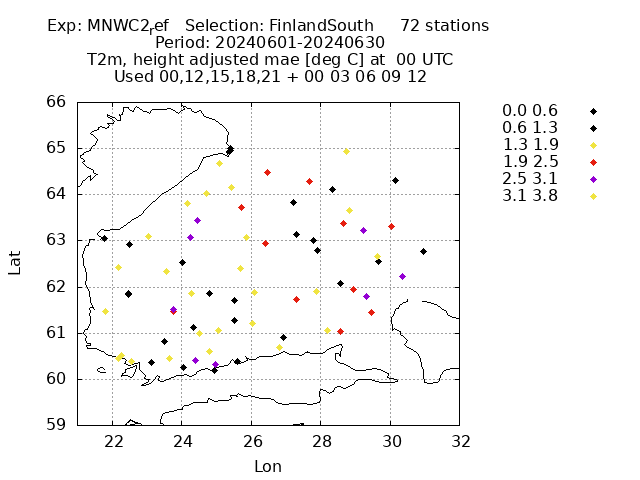 Exp: MNWC2ref   Selection: FinlandSouth     72 stations
Period: 20240601-20240630
T2m, height adjusted mae [deg C] at  00 UTC
Used 00,12,15,18,21 + 00 03 06 09 12
0.0 0.6
0.6 1.3
1.3 1.9
1.9 2.5
2.5 3.1
3.1 3.8
66
65
64
63
62
61
60
59
Lat
22 24 26 28 30 32
Lon